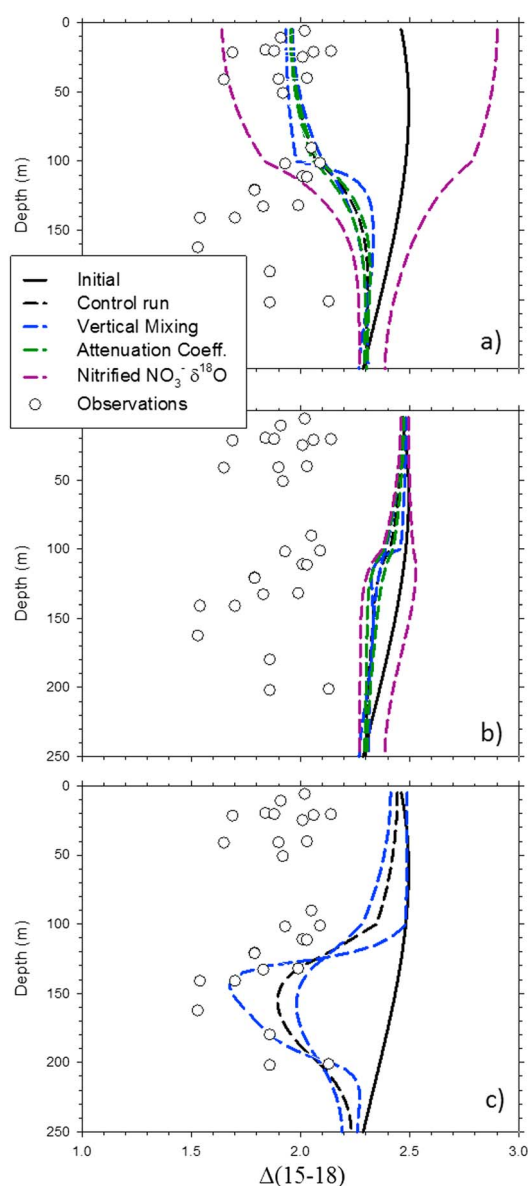 0
50
100
150
Depth (m)
a)
Initial
Control run
Vertical Mixing
Attenuation Coeff.
Nitrified NO₃⁻ δ¹⁸O
Observations
50
100
150
200
250
Depth (m)
b)
0
50
100
150
200
250
Depth (m)
c)
1.0 1.5 2.0 2.5 3.0
Δ(15-18)